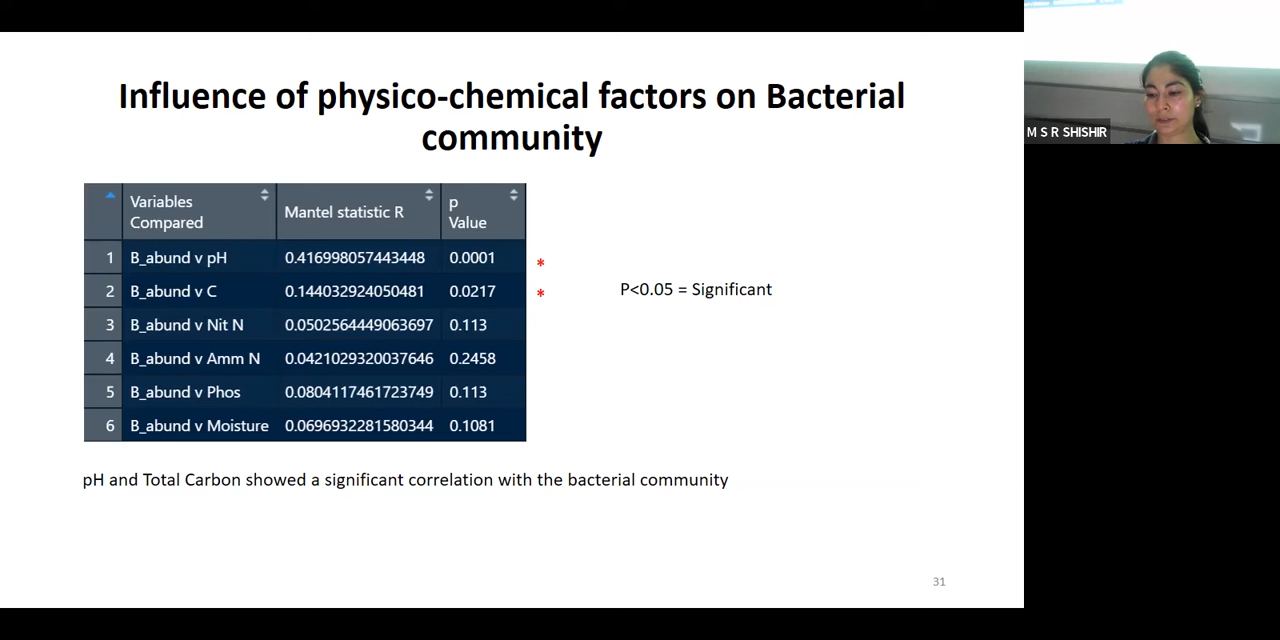 Influence of physico-chemical factors on Bacterial
community
Variables
Compared
Mantel statistic R
p
Value
1 B_abund v pH 0.416998057443448 0.0001 *
2 B_abund v C 0.144032924050481 0.0217 *
3 B_abund v Nit N 0.0502564449063697 0.113
4 B_abund v Amm N 0.0421029320037646 0.2458
5 B_abund v Phos 0.0804117461723749 0.113
6 B_abund v Moisture 0.0696932281580344 0.1081
P<0.05 = Significant
pH and Total Carbon showed a significant correlation with the bacterial community
31
M S R SHISHIR